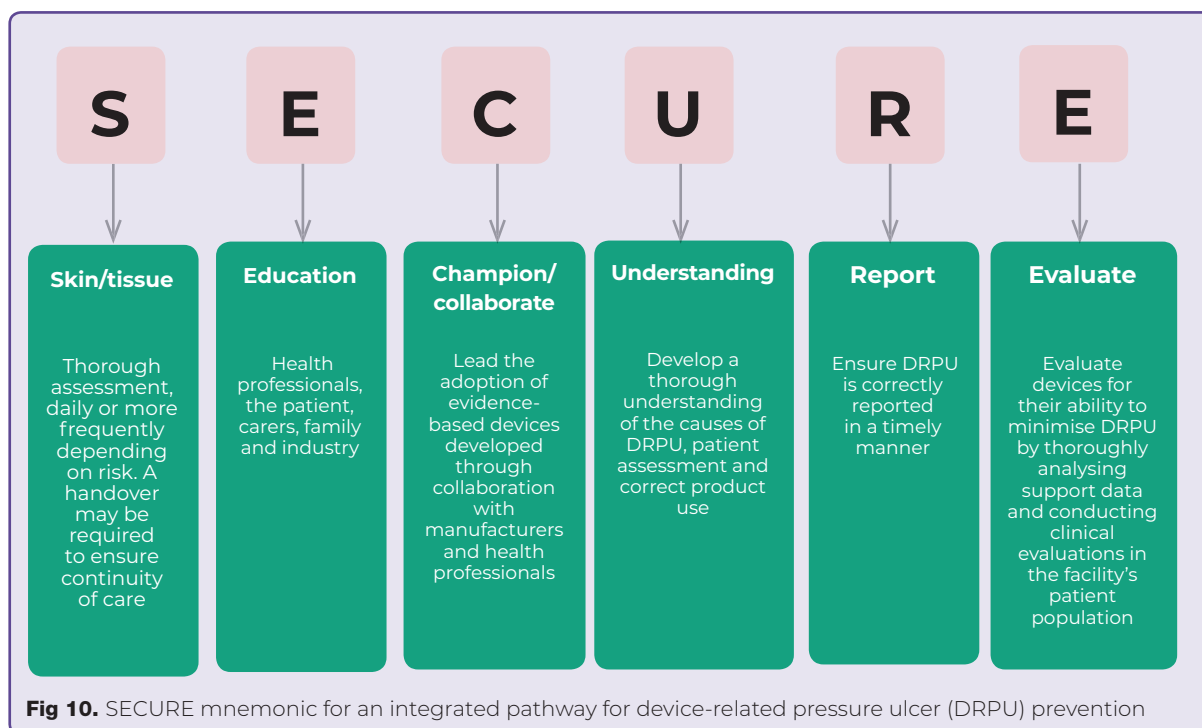 S
E
C
U
R
E
Skin/tissue
Thorough
assessment,
daily or more
frequently
depending
on risk. A
handover
may be
required
to ensure
continuity
of care
Education
Health
professionals,
the patient,
carers, family
and industry
Champion/
collaborate
Lead the
adoption of
evidence-
based devices
developed
through
collaboration
with
manufacturers
and health
professionals
Understanding
Develop a
thorough
understanding
of the causes of
DRPU, patient
assessment and
correct product
use
Report
Ensure DRPU
is correctly
reported
in a timely
manner
Evaluate
Evaluate
devices for
their ability to
minimise DRPU
by thoroughly
analysing
support data
and conducting
clinical
evaluations in
the facility’s
patient
population
Fig 10. SECURE mnemonic for an integrated pathway for device-related pressure ulcer (DRPU) prevention